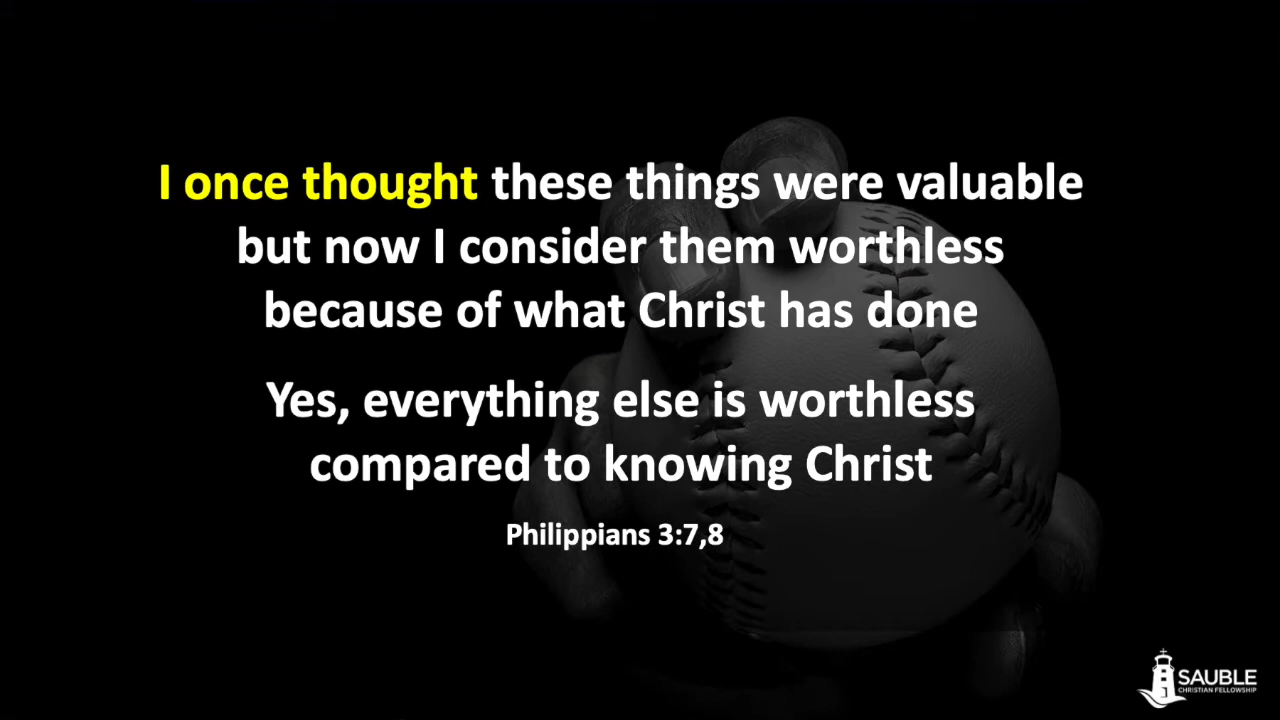 I once thought these things were valuable
but now I consider them worthless
because of what Christ has done
Yes, everything else is worthless
compared to knowing Christ
Philippians 3:7,8
SAUBLE
CHRISTIAN FELLOWSHIP